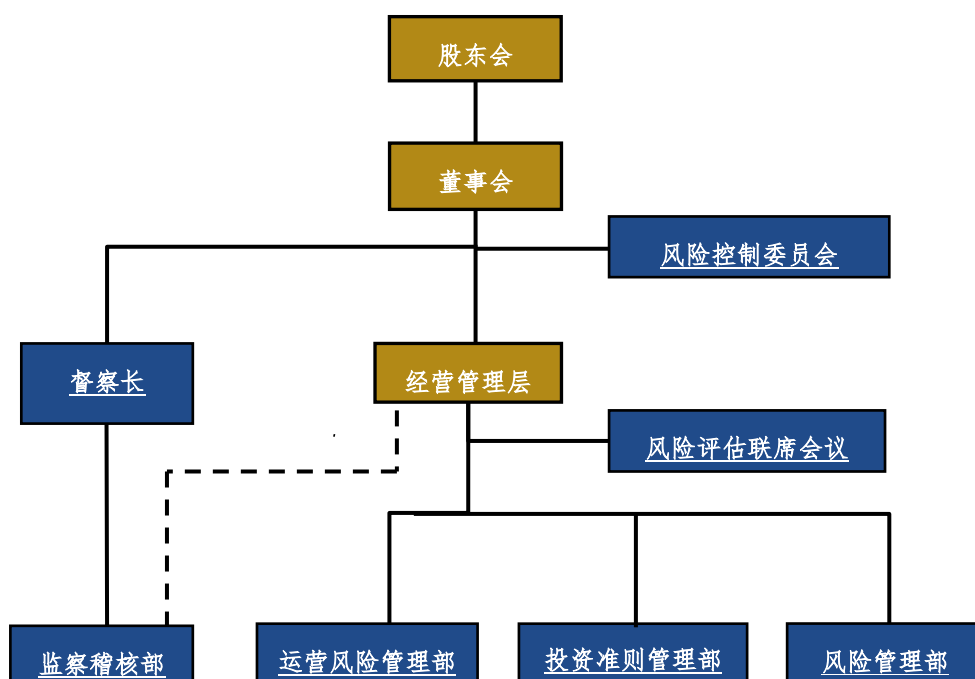 股东会
董事会
风险控制委员会
督察长
经营管理层
风险评估联席会议
监察稽核部
运营风险管理部
投资准则管理部
风险管理部